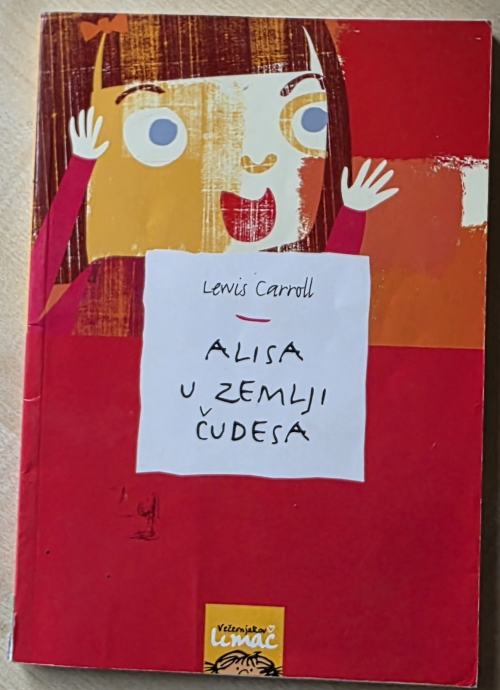 Lewis Carroll
ALISA
U ZEMLJI
ČUDESA
Večernjakov
Limač